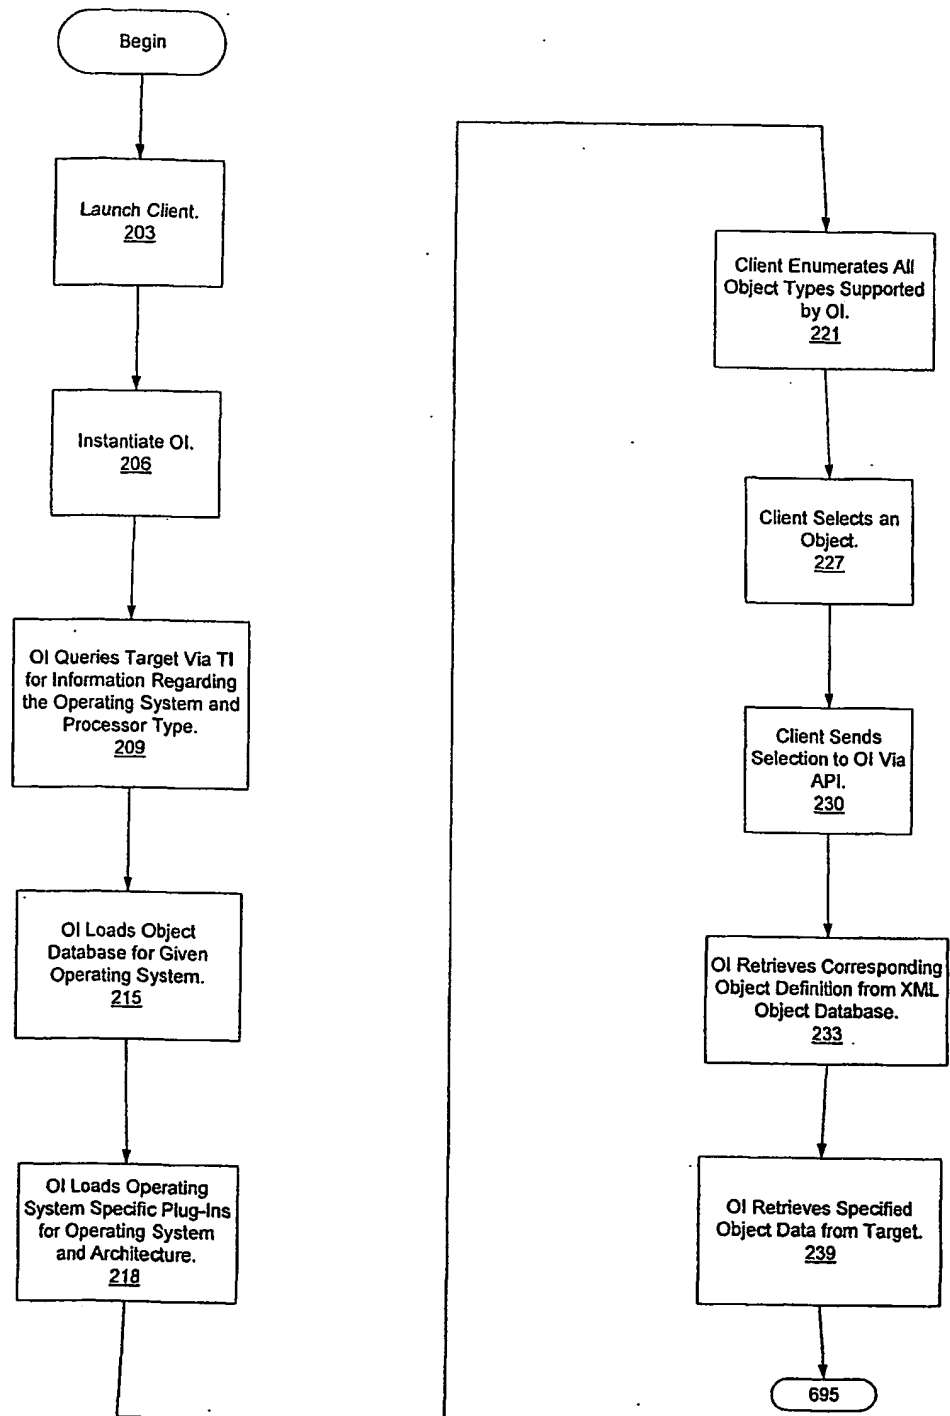 Begin
Launch Client.
203
Instantiate OI.
206
OI Queries Target Via TI
for Information Regarding
the Operating System and
Processor Type.
209
OI Loads Object
Database for Given
Operating System.
215
OI Loads Operating
System Specific Plug-Ins
for Operating System
and Architecture.
218
Client Enumerates All
Object Types Supported
by OI.
221
Client Selects an
Object.
227
Client Sends
Selection to OI Via
API.
230
OI Retrieves Corresponding
Object Definition from XML
Object Database.
233
OI Retrieves Specified
Object Data from Target.
239
695